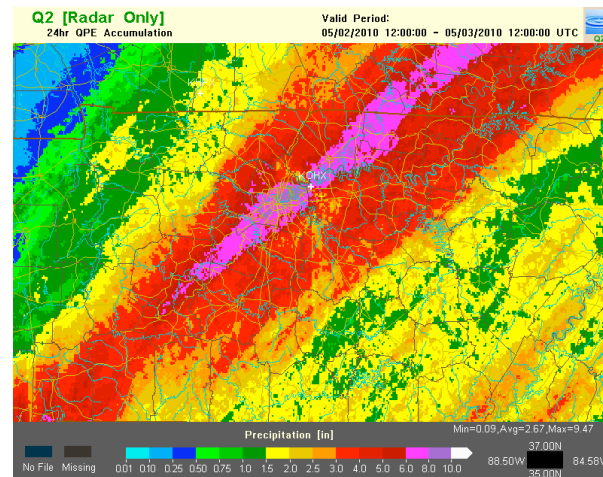 Q2 [Radar Only]
24hr QPE Accumulation
Valid Period:
05/02/2010 12:00:00 - 05/03/2010 12:00:00 UTC
Q2
KOHX
Min=0.09,Avg=2.67,Max=9.47
Precipitation [in]
No File Missing 0.01 0.10 0.25 0.50 0.75 1.0 1.5 2.0 2.5 3.0 4.0 5.0 6.0 8.0 10.0
37.00N
88.50W 84.58W
35.00N